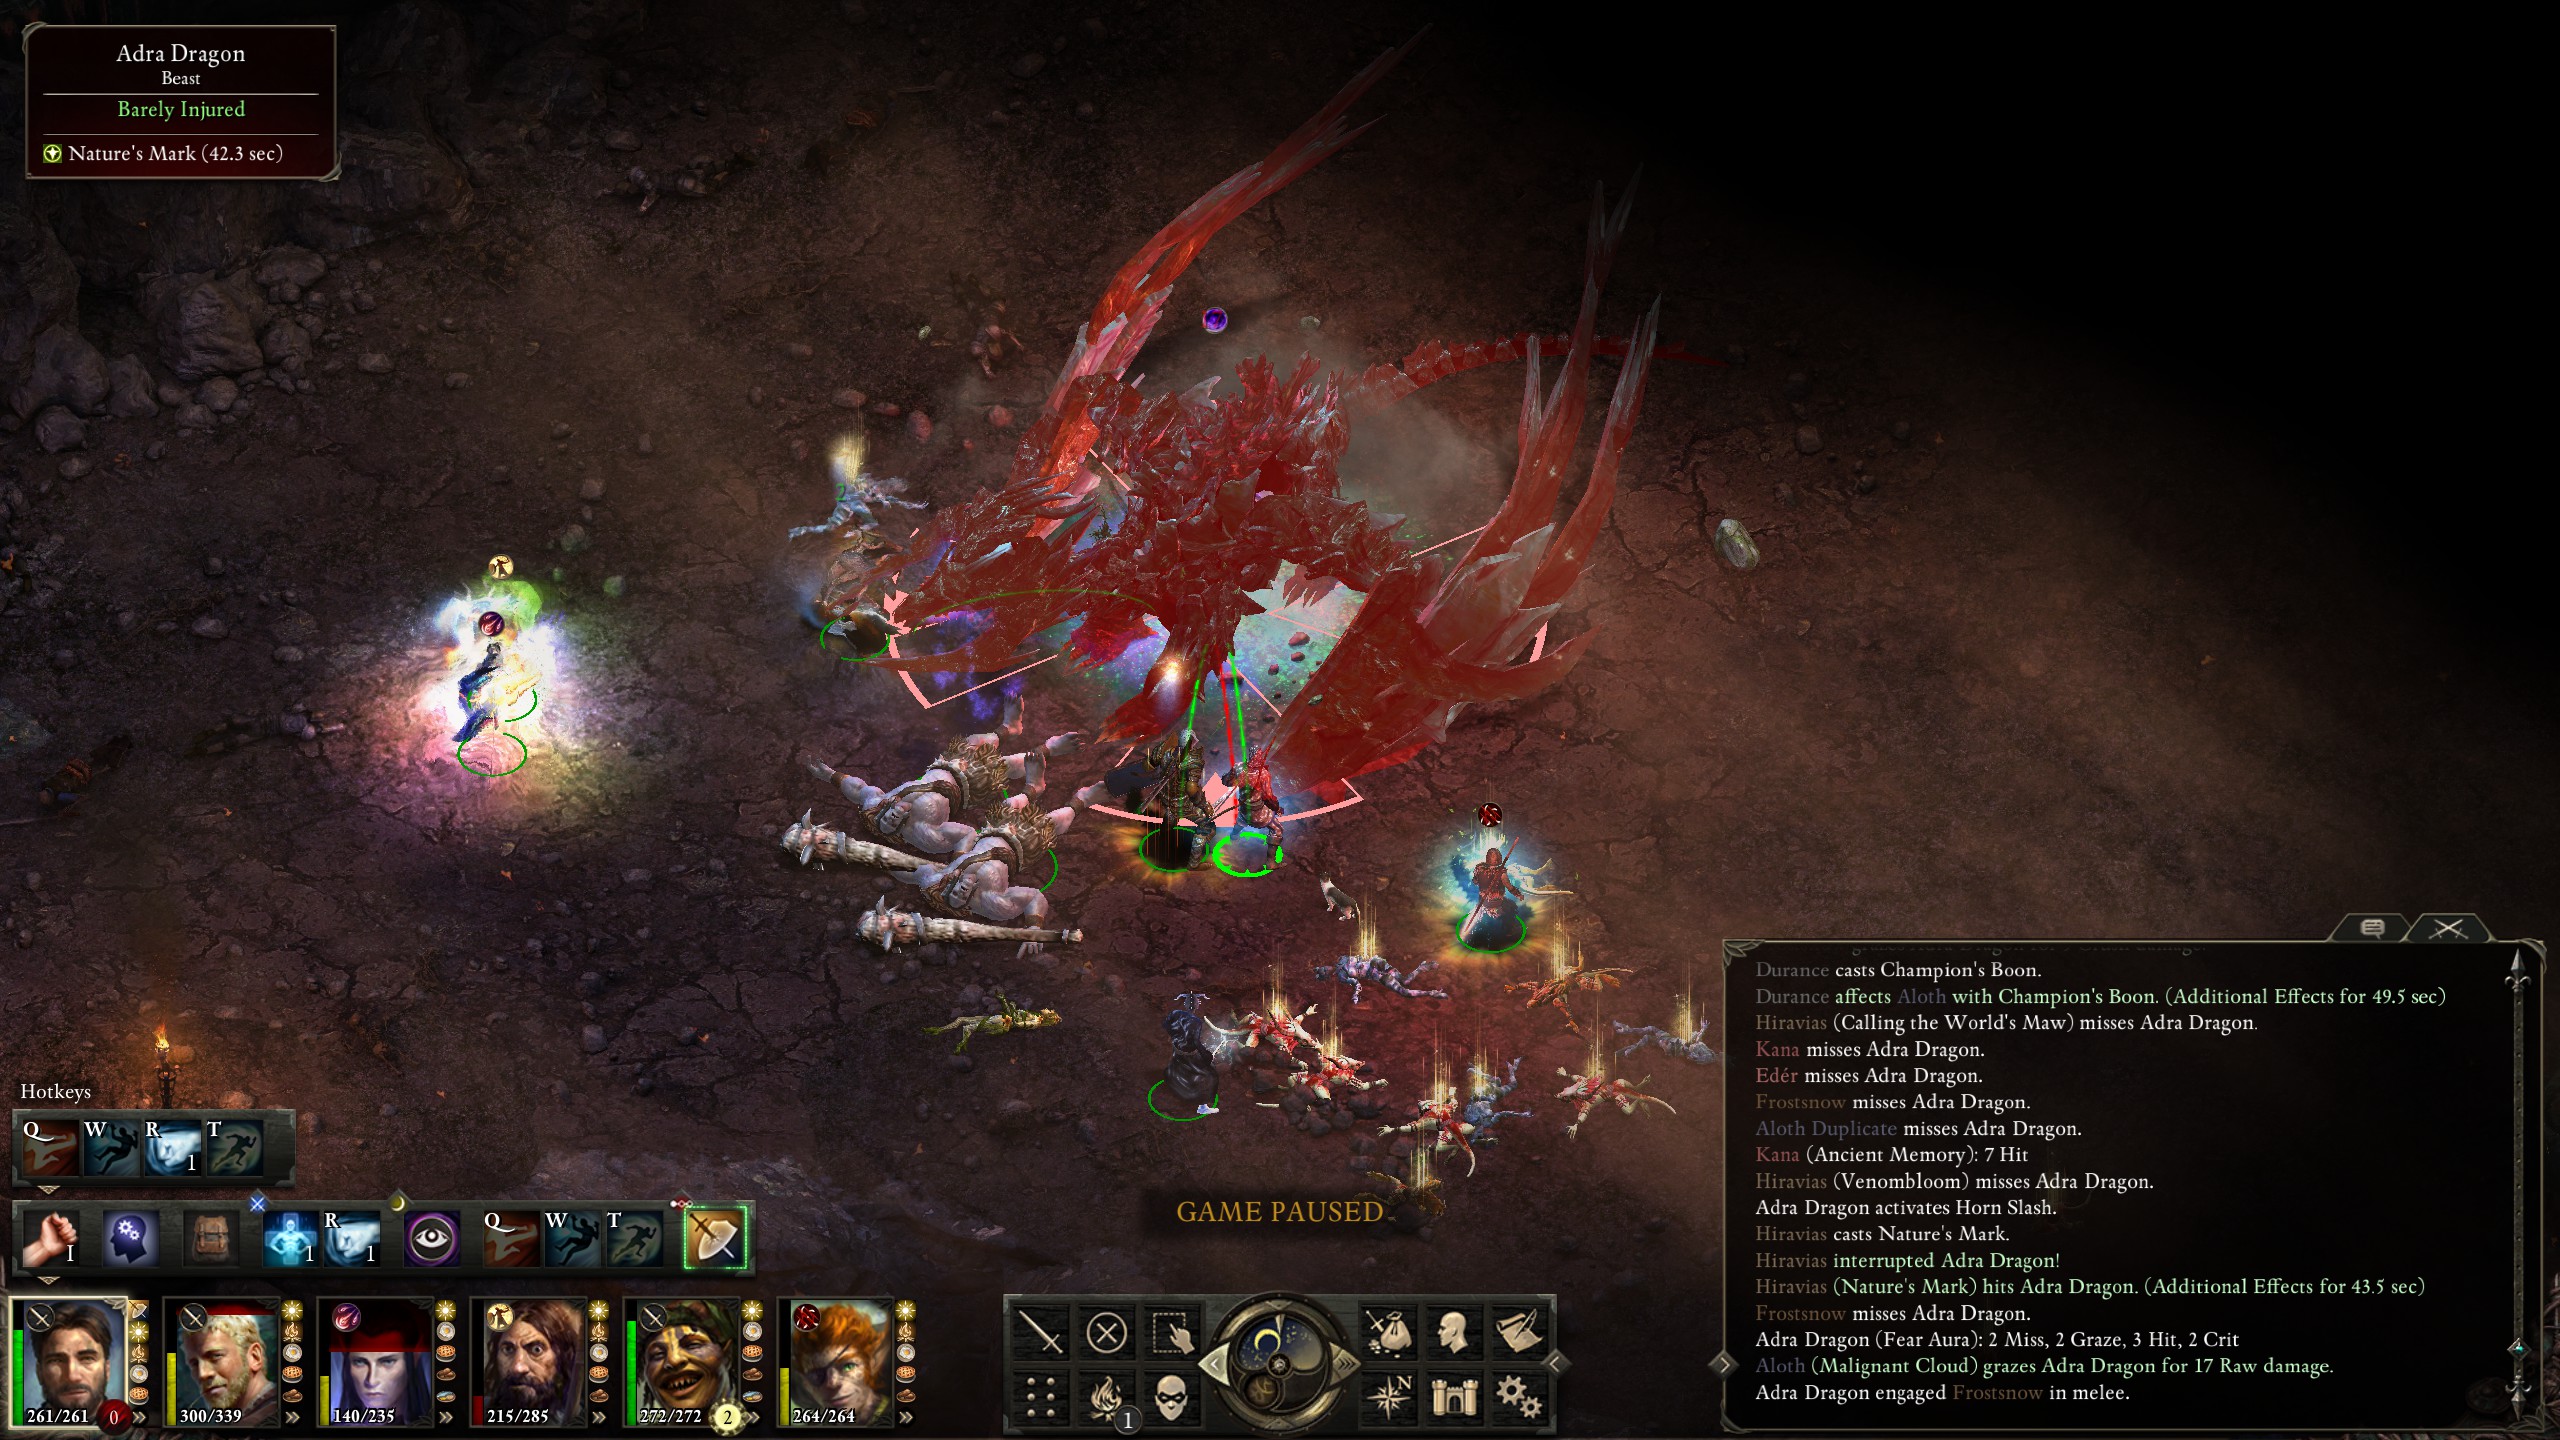 Adra Dragon
Beast
Barely Injured
Nature's Mark (42.3 sec)
Durance casts Champion's Boon.
Durance affects Aloth with Champion's Boon. (Additional Effects for 49.5 sec)
Hiravias (Calling the World's Maw) misses Adra Dragon.
Kana misses Adra Dragon.
Edér misses Adra Dragon.
Frostsnow misses Adra Dragon.
Aloth Duplicate misses Adra Dragon.
Kana (Ancient Memory): 7 Hit
Hiravias (Venombloom) misses Adra Dragon.
Adra Dragon activates Horn Slash.
Hiravias casts Nature's Mark.
Hiravias interrupted Adra Dragon!
Hiravias (Nature's Mark) hits Adra Dragon. (Additional Effects for 43.5 sec)
Frostsnow misses Adra Dragon.
Adra Dragon (Fear Aura): 2 Miss, 2 Graze, 3 Hit, 2 Crit
Aloth (Malignant Cloud) grazes Adra Dragon for 17 Raw damage.
Adra Dragon engaged Frostsnow in melee.
GAME PAUSED
Hotkeys
Q W R 1 T
I 1 R 1 Q W T
261/261 0 300/339 140/235 215/285 272/272 2 264/264
N
1